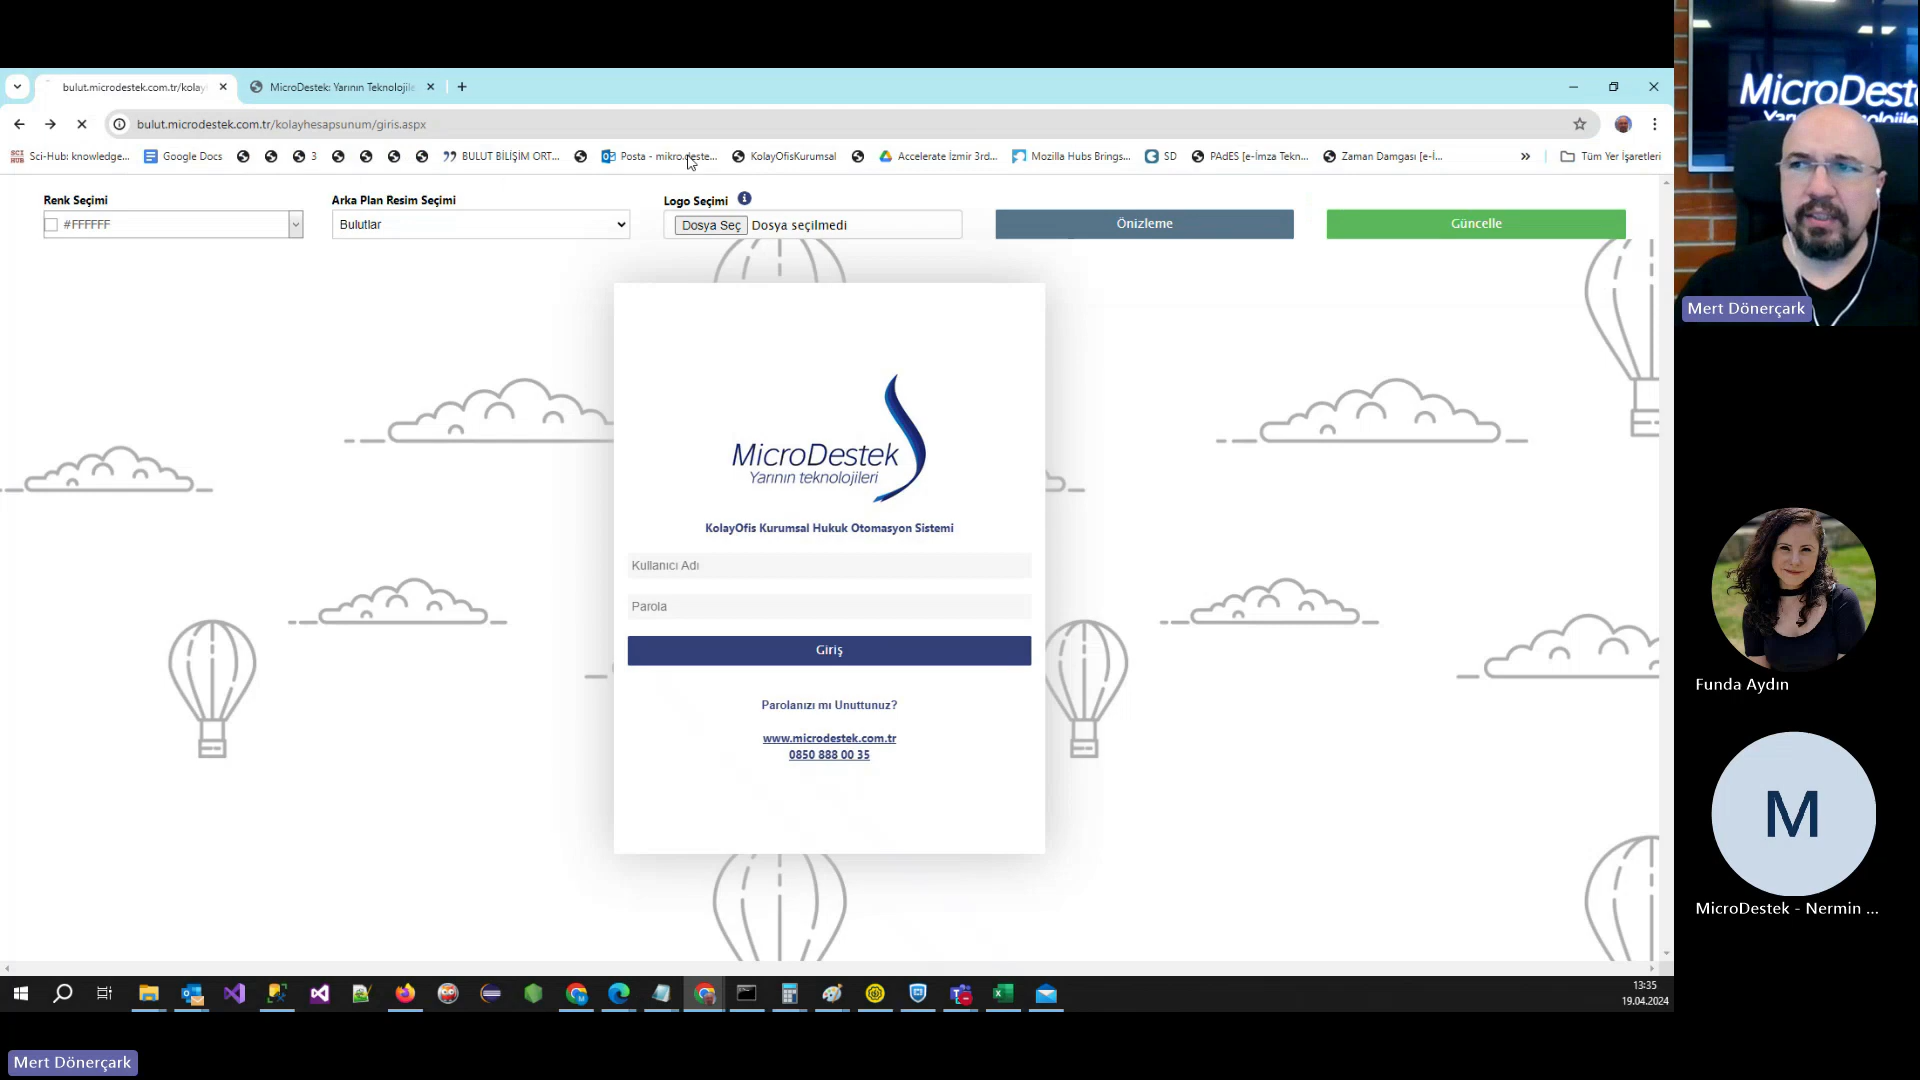 bulut.microdestek.com.tr/kolay
MicroDestek: Yarının Teknolojile
bulut.microdestek.com.tr/kolayhesapsunum/giris.aspx
SCI HUB
Sci-Hub: knowledge...
Google Docs
3
BULUT BİLİŞİM ORT...
Posta - mikro.deste...
KolayOfisKurumsal
Accelerate İzmir 3rd...
Mozilla Hubs Brings...
SD
PAdES [e-İmza Tekn...
Zaman Damgası [e-İ...
Tüm Yer İşaretleri
Renk Seçimi
Arka Plan Resim Seçimi
Logo Seçimi
#FFFFFF
Bulutlar
Dosya Seç Dosya seçilmedi
Önizleme
Güncelle
MicroDestek
Yarının teknolojileri
KolayOfis Kurumsal Hukuk Otomasyon Sistemi
Kullanıcı Adı
Parola
Giriş
Parolanızı mı Unuttunuz?
www.microdestek.com.tr
0850 888 00 35
13:35
19.04.2024
MicroDest
Mert Dönerçark
Funda Aydın
M
MicroDestek - Nermin ...
Mert Dönerçark